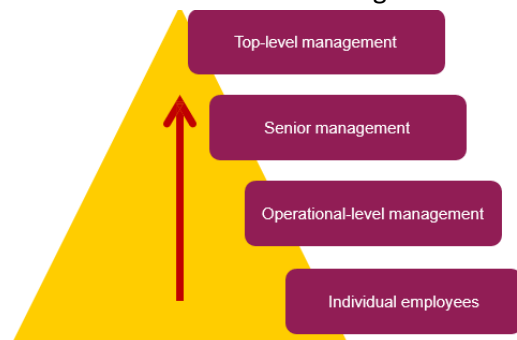 Top-level management
Senior management
Operational-level management
Individual employees